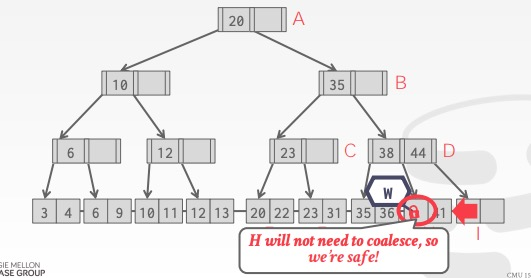 20 A
10 35 B
6 12 23 C 38 44 D
3 4 6 9 10 11 12 13 20 22 23 31 35 36 41
W
I
H will not need to coalesce, so
we're safe!
GIE MELLON
ASE GROUP
CMU 15